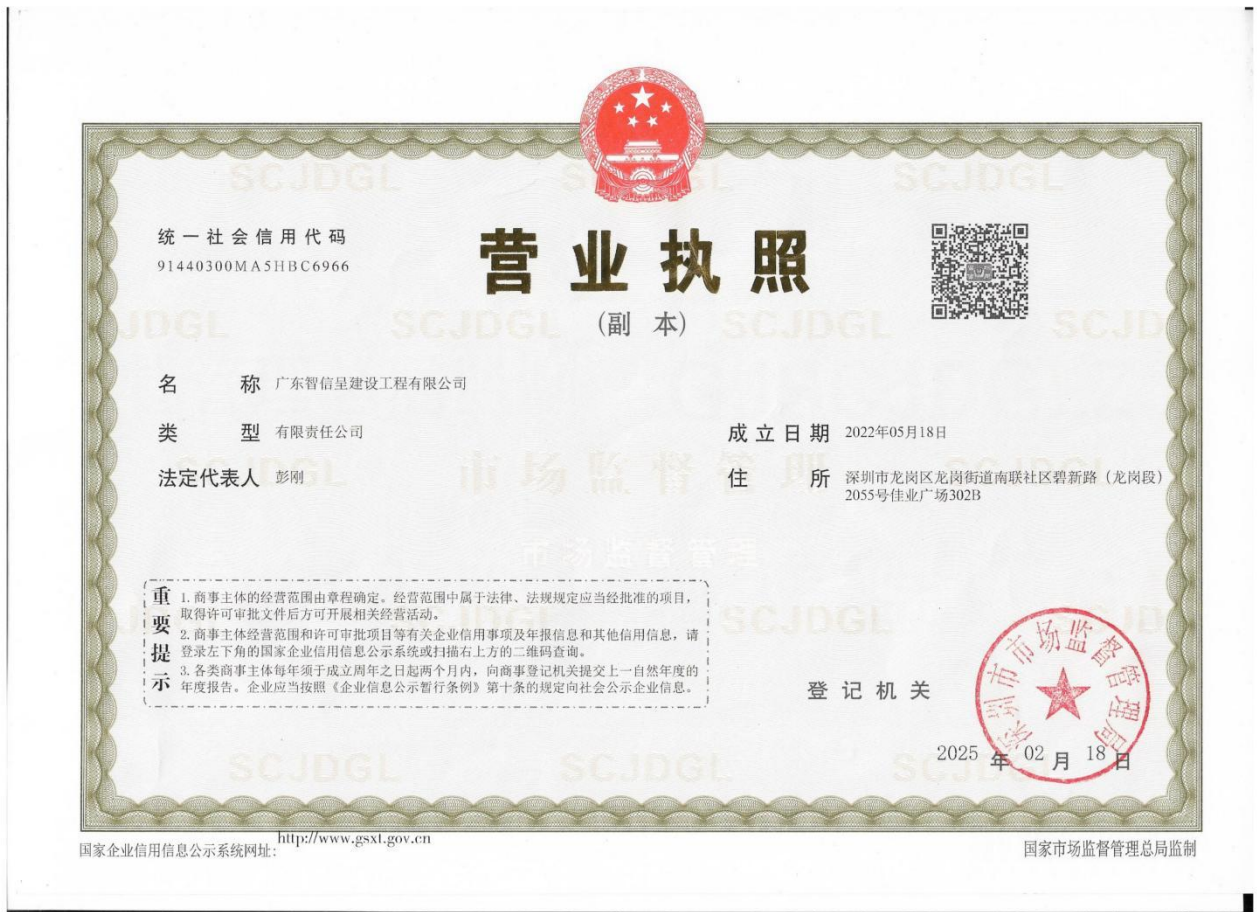 统一社会信用代码
91440300MA5HBC6966
营业执照
(副 本)
名 称 广东智信呈建设工程有限公司
类 型 有限责任公司
成立日期 2022年05月18日
法定代表人 彭刚
住 所 深圳市龙岗区龙岗街道南联社区碧新路（龙岗段）
2055号佳业广场302B
重要提示
1. 商事主体的经营范围由章程确定。经营范围中属于法律、法规规定应当经批准的项目，
取得许可审批文件后方可开展相关经营活动。
2. 商事主体经营范围和许可审批项目等有关企业信用事项及年报信息和其他信用信息，请
登录左下角的国家企业信用信息公示系统或扫描右上方的二维码查询。
3. 各类商事主体每年须于成立周年之日起两个月内，向商事登记机关提交上一自然年度的
年度报告。企业应当按照《企业信息公示暂行条例》第十条的规定向社会公示企业信息。
登记机关
深圳市市场监督管理局
2025 年 02 月 18 日
国家企业信用信息公示系统网址: http://www.gsxt.gov.cn
国家市场监督管理总局监制
SCJDGL
市场监督管理
市场监督管理